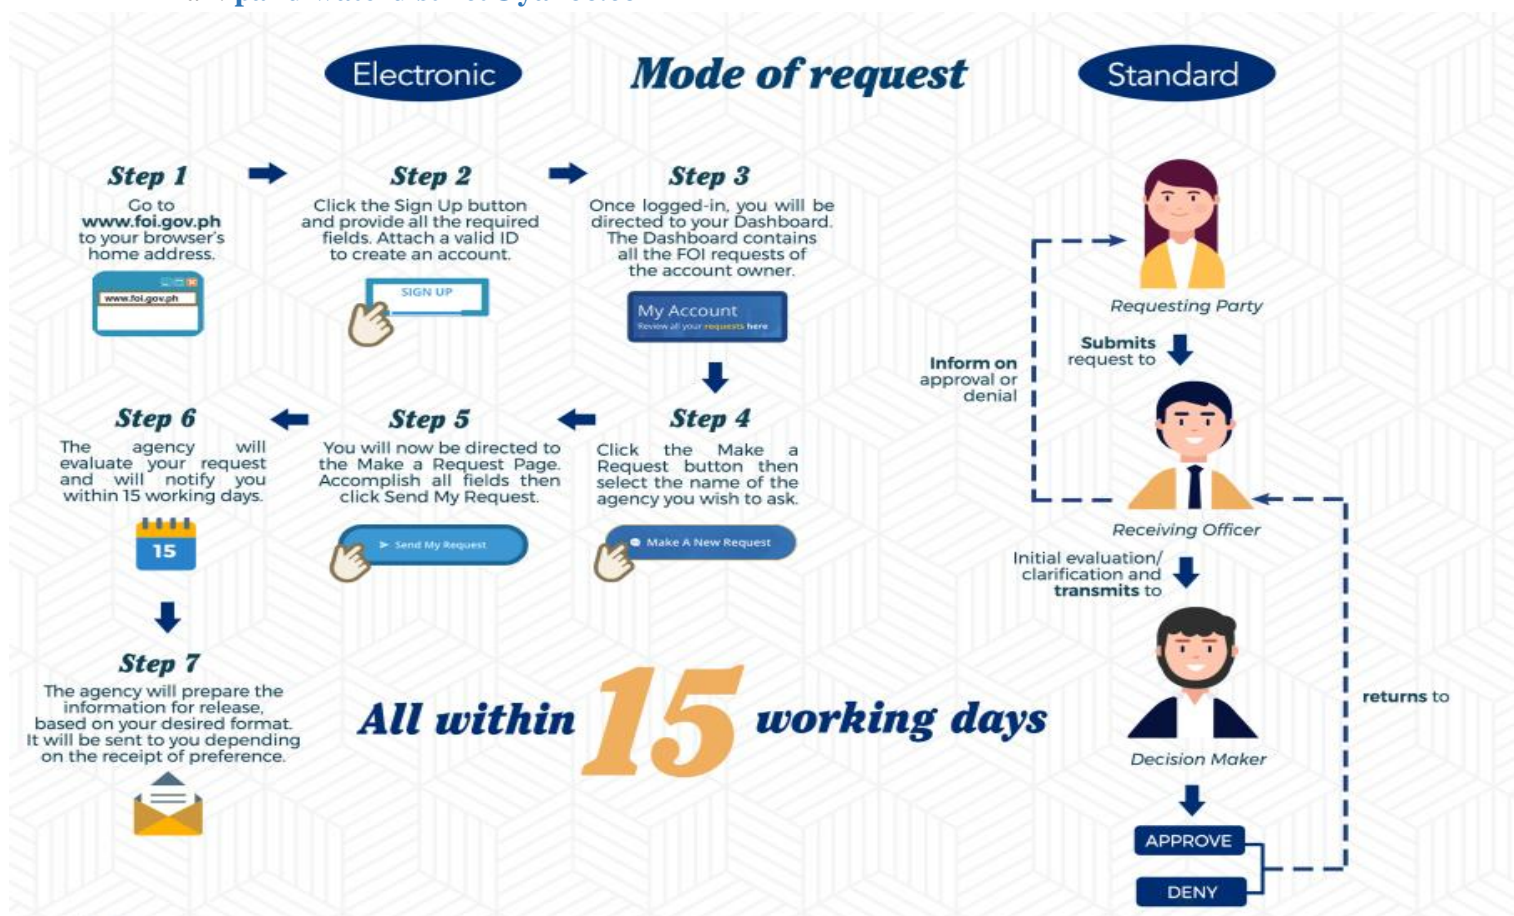 Electronic
Mode of request
Standard
Step 1
Go to
www.foi.gov.ph
to your browser's
home address.
www.foi.gov.ph
Step 2
Click the Sign Up button
and provide all the required
fields. Attach a valid ID
to create an account.
SIGN UP
Step 3
Once logged-in, you will be
directed to your Dashboard.
The Dashboard contains
all the FOI requests of
the account owner.
My Account
Review all your requests here
Step 4
Click the Make a
Request button then
select the name of the
agency you wish to ask.
Make A New Request
Step 5
You will now be directed to
the Make a Request Page.
Accomplish all fields then
click Send My Request.
Send My Request
Step 6
The agency will
evaluate your request
and will notify you
within 15 working days.
15
Step 7
The agency will prepare the
information for release,
based on your desired format.
It will be sent to you depending
on the receipt of preference.
All within 15 working days
Requesting Party
Submits
request to
Inform on
approval or
denial
Receiving Officer
Initial evaluation/
clarification and
transmits to
Decision Maker
returns to
APPROVE
DENY